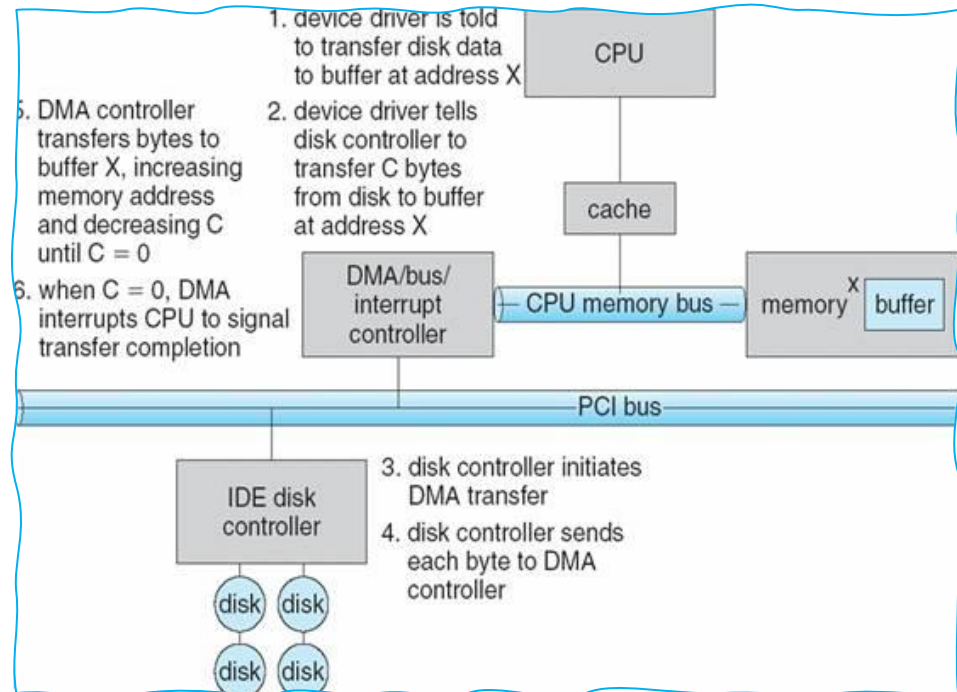 1. device driver is told
to transfer disk data
to buffer at address X
CPU
5. DMA controller
transfers bytes to
buffer X, increasing
memory address
and decreasing C
until C = 0
2. device driver tells
disk controller to
transfer C bytes
from disk to buffer
at address X
cache
6. when C = 0, DMA
interrupts CPU to signal
transfer completion
DMA/bus/
interrupt
controller
CPU memory bus
memory
X
buffer
PCI bus
IDE disk
controller
3. disk controller initiates
DMA transfer
4. disk controller sends
each byte to DMA
controller
disk
disk
disk
disk